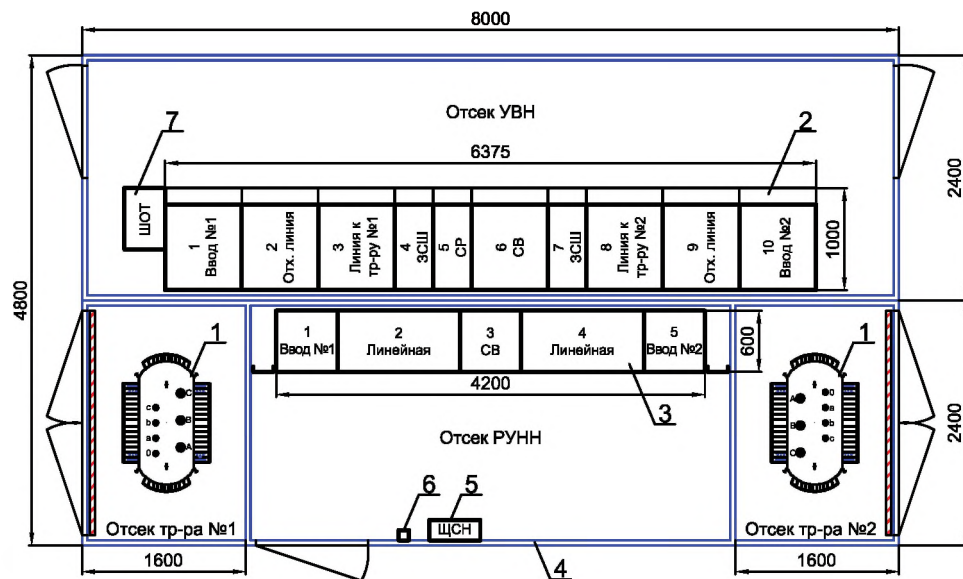 8000
Отсек УВН
7
2
6375
ШОТ
1
Ввод №1
2
Отх. линия
3
Линия к
тр-ру №1
4
ЗСШ
5
СР
6
СВ
7
ЗСШ
8
Линия к
тр-ру №2
9
Отх. линия
10
Ввод №2
1000
2400
4800
1
1
Ввод №1
2
Линейная
3
СВ
4
Линейная
5
Ввод №2
600
1
4200
3
2400
C
B
A
c
b
a
0
A
B
C
0
a
b
c
Отсек РУНН
6
5
ЩСН
Отсек тр-ра №1
Отсек тр-ра №2
4
1600
1600